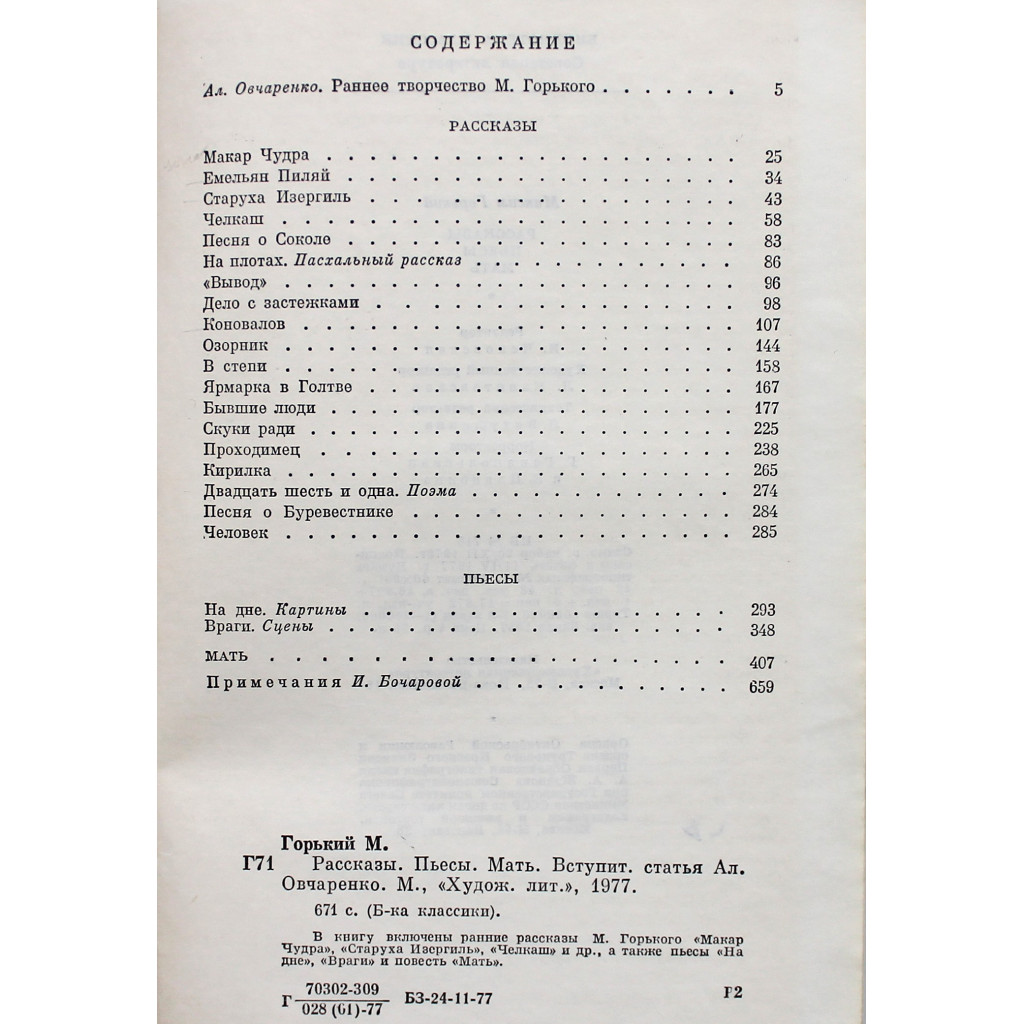 СОДЕРЖАНИЕ
Ал. Овчаренко. Раннее творчество М. Горького . . . . . . . 5
РАССКАЗЫ
Макар Чудра . . . . . . . . . . . . . . . . . . . . 25
Емельян Пиляй . . . . . . . . . . . . . . . . . . . 34
Старуха Изергиль . . . . . . . . . . . . . . . . . . 43
Челкаш . . . . . . . . . . . . . . . . . . . . . . 58
Песня о Соколе . . . . . . . . . . . . . . . . . . . 83
На плотах. Пасхальный рассказ . . . . . . . . . . . . . 86
«Вывод» . . . . . . . . . . . . . . . . . . . . . . 96
Дело с застежками . . . . . . . . . . . . . . . . . 98
Коновалов . . . . . . . . . . . . . . . . . . . . . 107
Озорник . . . . . . . . . . . . . . . . . . . . . . 144
В степи . . . . . . . . . . . . . . . . . . . . . . 158
Ярмарка в Голтве . . . . . . . . . . . . . . . . . . 167
Бывшие люди . . . . . . . . . . . . . . . . . . . . 177
Скуки ради . . . . . . . . . . . . . . . . . . . . . 225
Проходимец . . . . . . . . . . . . . . . . . . . . 238
Кирилка . . . . . . . . . . . . . . . . . . . . . . 265
Двадцать шесть и одна. Поэма . . . . . . . . . . . . . 274
Песня о Буревестнике . . . . . . . . . . . . . . . . 284
Человек . . . . . . . . . . . . . . . . . . . . . . 285
ПЬЕСЫ
На дне. Картины . . . . . . . . . . . . . . . . . . 293
Враги. Сцены . . . . . . . . . . . . . . . . . . . . 348
МАТЬ . . . . . . . . . . . . . . . . . . 407
Примечания И. Бочаровой . . . . . . . . . . . . . 659
Горький М.
Г71 Рассказы. Пьесы. Мать. Вступит. статья Ал.
Овчаренко. М., «Худож. лит.», 1977.
671 с. (Б-ка классики).
В книгу включены ранние рассказы М. Горького «Макар
Чудра», «Старуха Изергиль», «Челкаш» и др., а также пьесы «На
дне», «Враги» и повесть «Мать».
Г 70302-309 БЗ-24-11-77 Р2
028 (01)-77